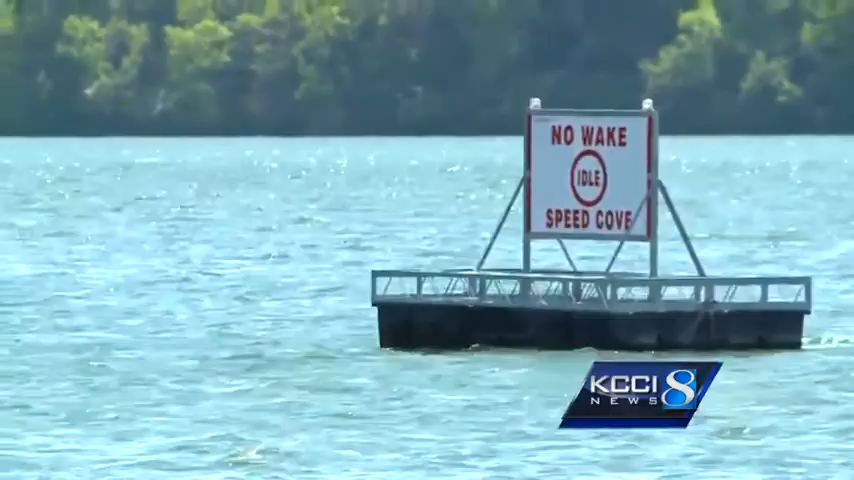 NO WAKE
IDLE
SPEED COVE
KCCI 8
NEWS